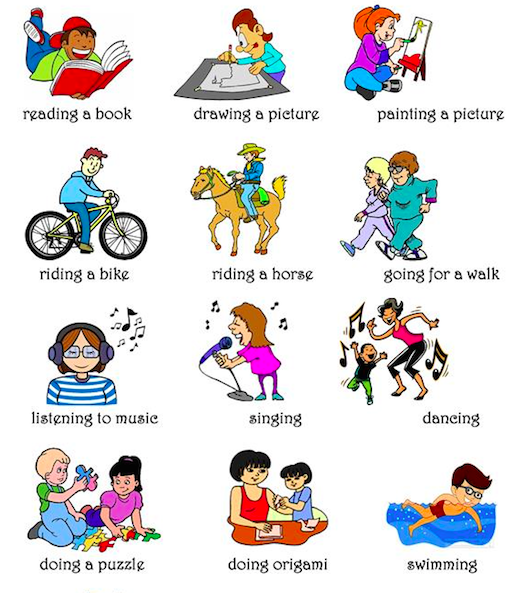 reading a book
drawing a picture
painting a picture
riding a bike
riding a horse
going for a walk
listening to music
singing
dancing
doing a puzzle
doing origami
swimming